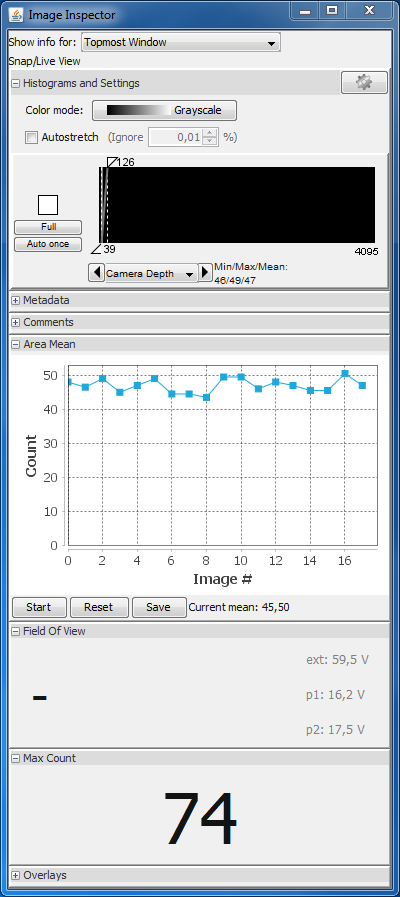 Image Inspector
Show info for: Topmost Window
Snap/Live View
Histograms and Settings
Color mode: Grayscale
Autostretch (Ignore 0,01 %)
26
Full
Auto once
39
4095
Camera Depth Min/Max/Mean:
46/49/47
Metadata
Comments
Area Mean
50
40
30
20
10
0
Count
0 2 4 6 8 10 12 14 16
Image #
Start Reset Save Current mean: 45,50
Field Of View
ext: 59,5 V
- p1: 16,2 V
p2: 17,5 V
Max Count
74
Overlays